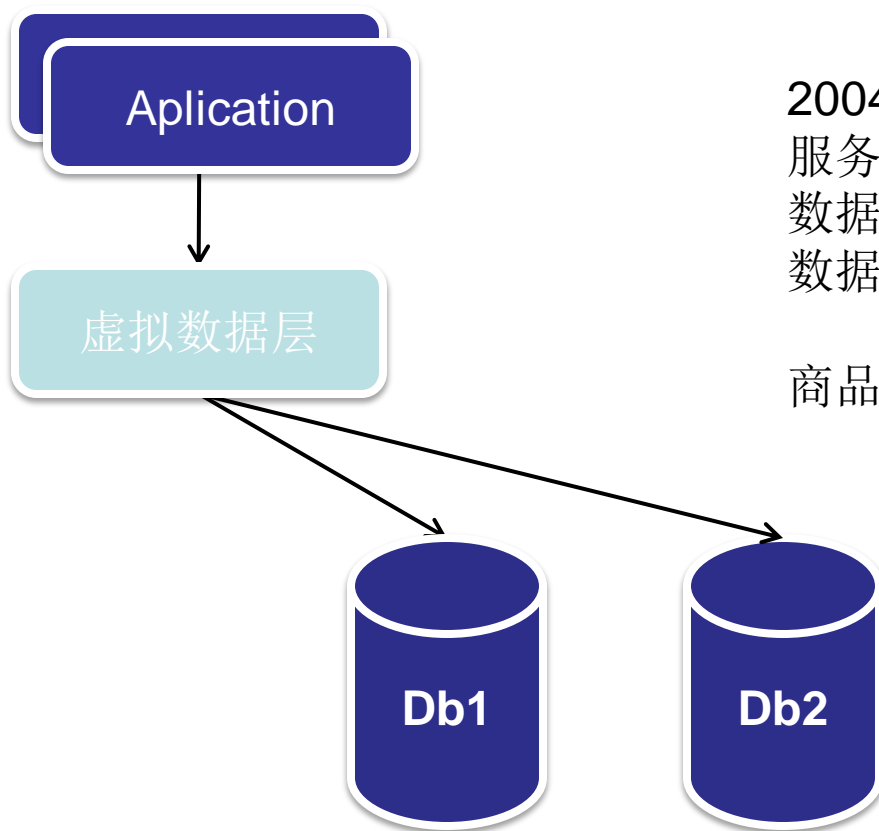 Aplication
2004
服务
数据
数据
虚拟数据层
商品
Db1
Db2